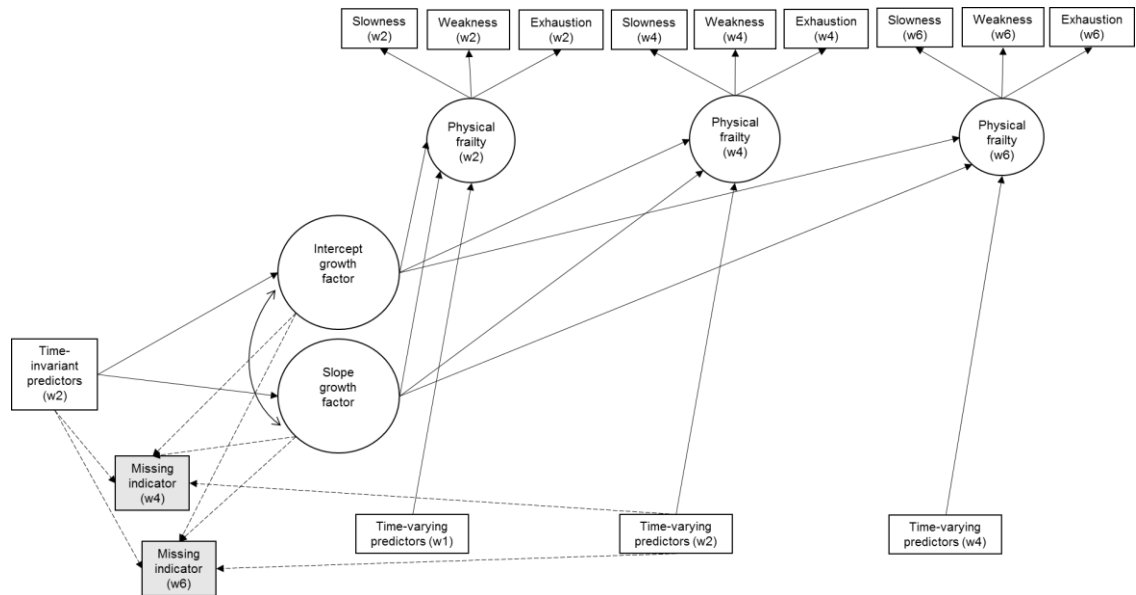 Slowness
(w2)
Weakness
(w2)
Exhaustion
(w2)
Slowness
(w4)
Weakness
(w4)
Exhaustion
(w4)
Slowness
(w6)
Weakness
(w6)
Exhaustion
(w6)
Physical
frailty
(w2)
Physical
frailty
(w4)
Physical
frailty
(w6)
Intercept
growth
factor
Time-
invariant
predictors
(w2)
Slope
growth
factor
Missing
indicator
(w4)
Missing
indicator
(w6)
Time-varying
predictors (w1)
Time-varying
predictors (w2)
Time-varying
predictors (w4)